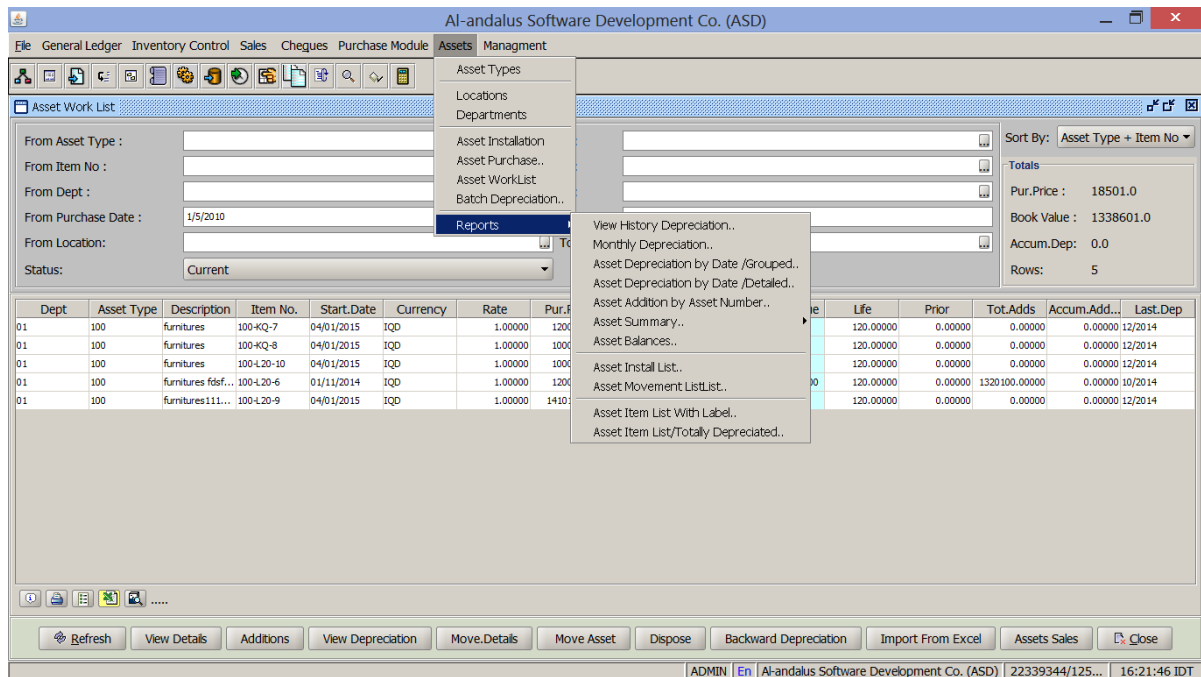 Al-andalus Software Development Co. (ASD)
File General Ledger Inventory Control Sales Cheques Purchase Module Assets Managment
Asset Types
Locations
Departments
Asset Installation
Asset Purchase..
Asset WorkList
Batch Depreciation..
Reports
View History Depreciation..
Monthly Depreciation..
Asset Depreciation by Date /Grouped..
Asset Depreciation by Date /Detailed..
Asset Addition by Asset Number..
Asset Summary..
Asset Balances..
Asset Install List..
Asset Movement ListList..
Asset Item List With Label..
Asset Item List/Totally Depreciated..
Asset Work List
From Asset Type :
From Item No :
From Dept :
From Purchase Date : 1/5/2010
From Location: To
Status: Current
Sort By: Asset Type + Item No
Totals
Pur.Price : 18501.0
Book Value : 1338601.0
Accum.Dep: 0.0
Rows: 5
Dept Asset Type Description Item No. Start.Date Currency Rate Life Prior Tot.Adds Accum.Add... Last.Dep
01 100 furnitures 100-KQ-7 04/01/2015 IQD 1.00000 1200 120.00000 0.00000 0.00000 0.00000 12/2014
01 100 furnitures 100-KQ-8 04/01/2015 IQD 1.00000 1000 120.00000 0.00000 0.00000 0.00000 12/2014
01 100 furnitures 100-L20-10 04/01/2015 IQD 1.00000 1000 120.00000 0.00000 0.00000 0.00000 12/2014
01 100 furnitures fdsf... 100-L20-6 01/11/2014 IQD 1.00000 1200 00 120.00000 0.00000 1320100.00000 0.00000 10/2014
01 100 furnitures111... 100-L20-9 04/01/2015 IQD 1.00000 1410 120.00000 0.00000 0.00000 0.00000 12/2014
.....
Refresh View Details Additions View Depreciation Move.Details Move Asset Dispose Backward Depreciation Import From Excel Assets Sales Close
ADMIN En Al-andalus Software Development Co. (ASD) 22339344/125... 16:21:46 IDT